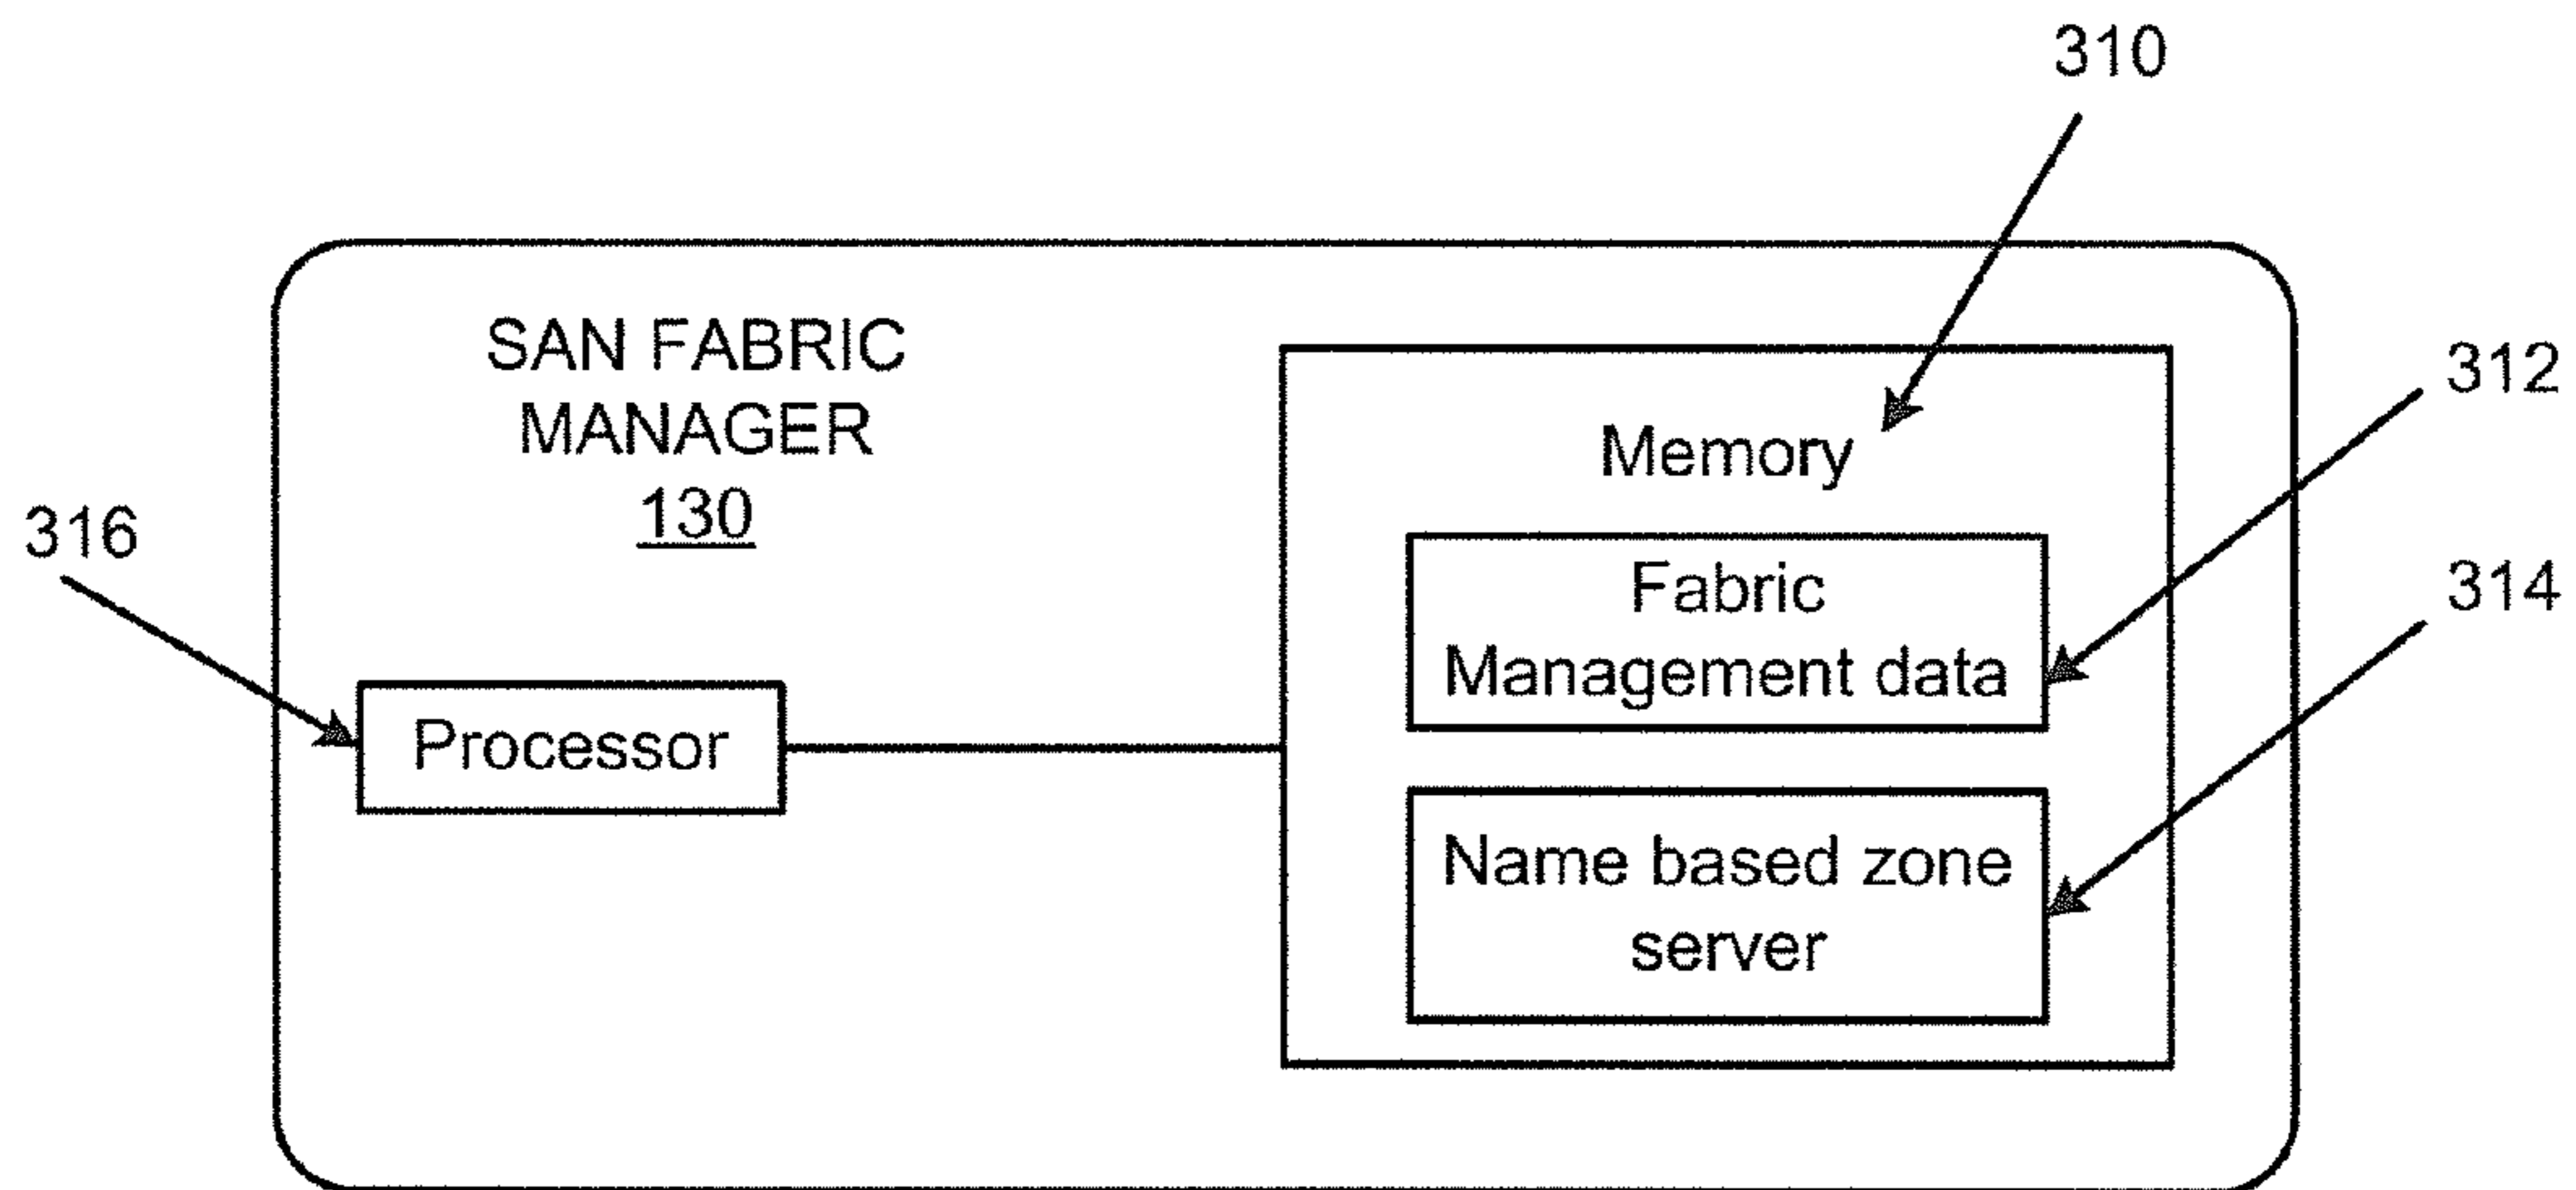 310
SAN FABRIC
MANAGER
130
312
Memory
316
Fabric
Management data
314
Processor
Name based zone
server